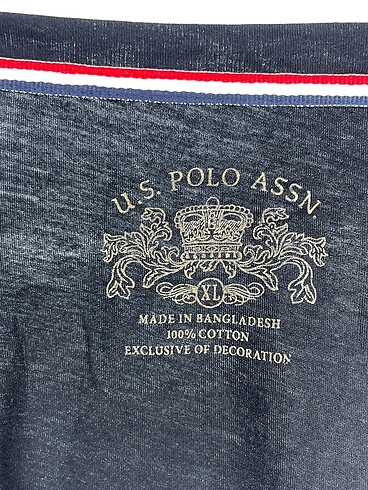 U.S. POLO ASSN.
XL
MADE IN BANGLADESH
100% COTTON
EXCLUSIVE OF DECORATION